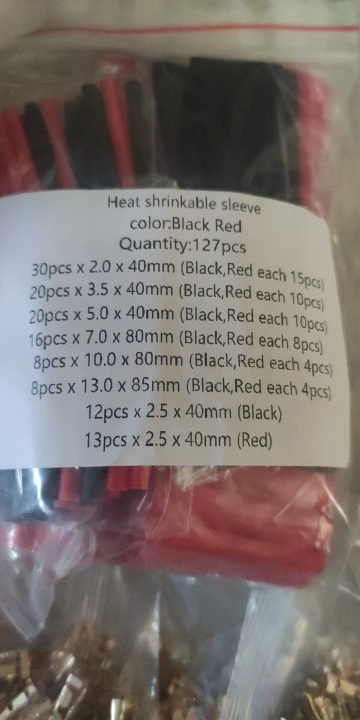 Heat shrinkable sleeve
color:Black Red
Quantity:127pcs
30pcs x 2.0 x 40mm (Black,Red each 15pcs)
20pcs x 3.5 x 40mm (Black,Red each 10pcs)
20pcs x 5.0 x 40mm (Black,Red each 10pcs)
16pcs x 7.0 x 80mm (Black,Red each 8pcs)
8pcs x 10.0 x 80mm (Black,Red each 4pcs)
8pcs x 13.0 x 85mm (Black,Red each 4pcs)
12pcs x 2.5 x 40mm (Black)
13pcs x 2.5 x 40mm (Red)